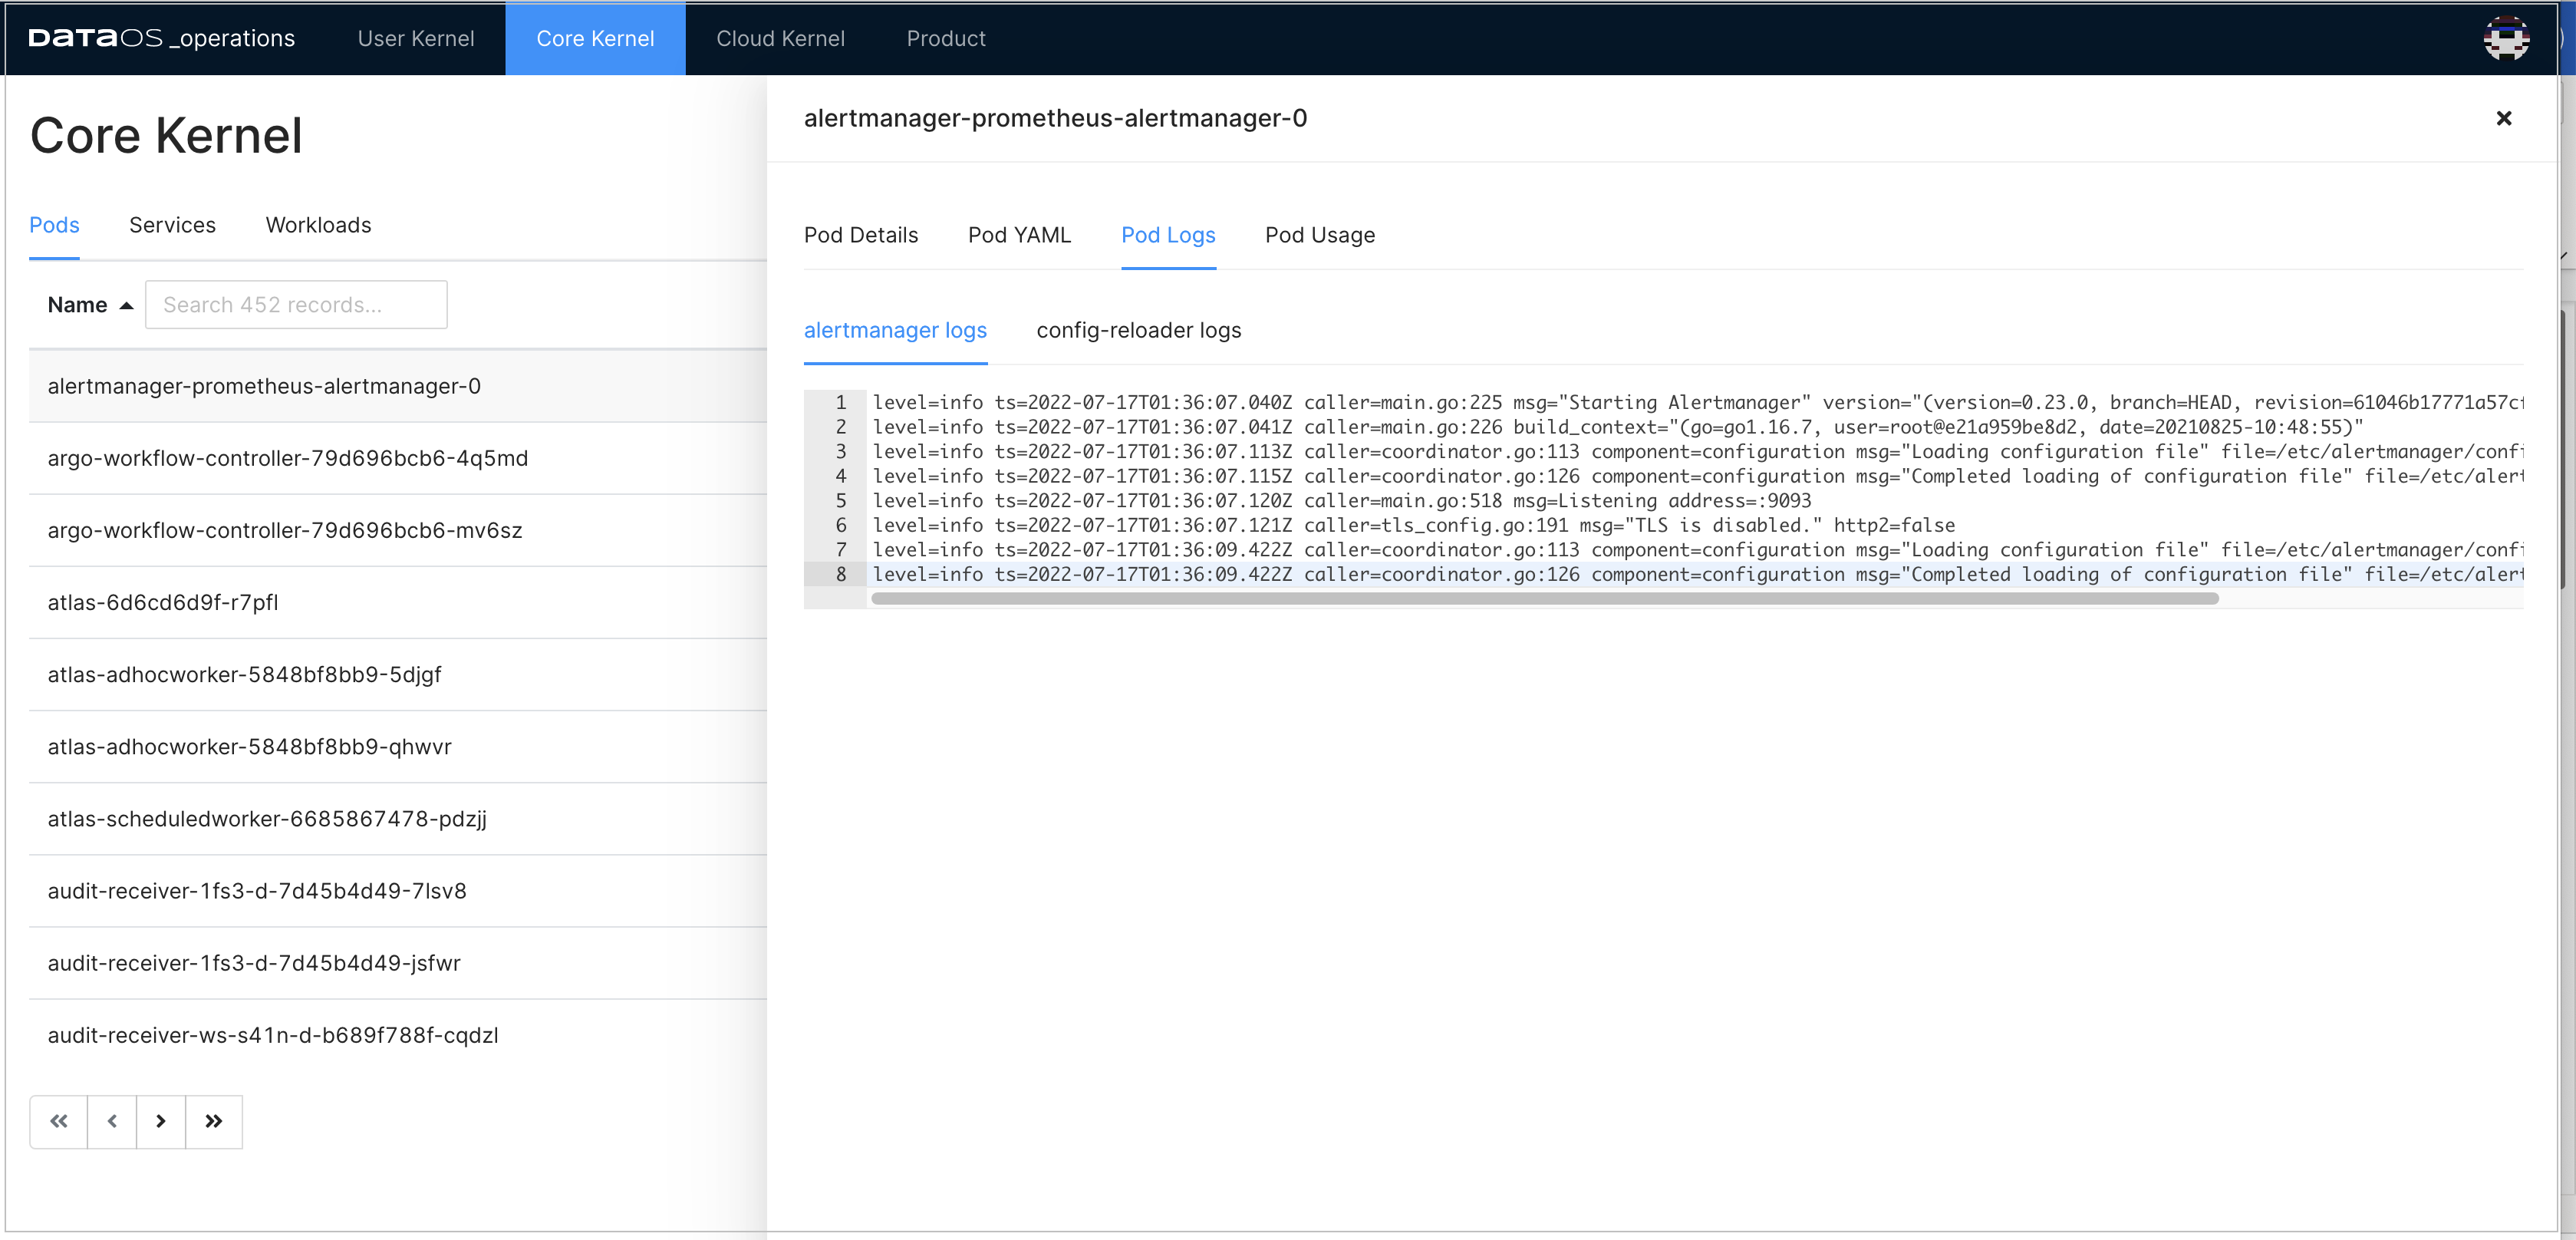 DATAOS _operations
User Kernel
Core Kernel
Cloud Kernel
Product
Core Kernel
Pods
Services
Workloads
Name
Search 452 records...
alertmanager-prometheus-alertmanager-0
argo-workflow-controller-79d696bcb6-4q5md
argo-workflow-controller-79d696bcb6-mv6sz
atlas-6d6cd6d9f-r7pfl
atlas-adhocworker-5848bf8bb9-5djgf
atlas-adhocworker-5848bf8bb9-qhwvr
atlas-scheduledworker-6685867478-pdzjj
audit-receiver-1fs3-d-7d45b4d49-7lsv8
audit-receiver-1fs3-d-7d45b4d49-jsfwr
audit-receiver-ws-s41n-d-b689f788f-cqdzl
alertmanager-prometheus-alertmanager-0
Pod Details
Pod YAML
Pod Logs
Pod Usage
alertmanager logs
config-reloader logs
1 level=info ts=2022-07-17T01:36:07.040Z caller=main.go:225 msg="Starting Alertmanager" version="(version=0.23.0, branch=HEAD, revision=61046b17771a57cf
2 level=info ts=2022-07-17T01:36:07.041Z caller=main.go:226 build_context="(go=go1.16.7, user=root@e21a959be8d2, date=20210825-10:48:55)"
3 level=info ts=2022-07-17T01:36:07.113Z caller=coordinator.go:113 component=configuration msg="Loading configuration file" file=/etc/alertmanager/confi
4 level=info ts=2022-07-17T01:36:07.115Z caller=coordinator.go:126 component=configuration msg="Completed loading of configuration file" file=/etc/alert
5 level=info ts=2022-07-17T01:36:07.120Z caller=main.go:518 msg=Listening address=:9093
6 level=info ts=2022-07-17T01:36:07.121Z caller=tls_config.go:191 msg="TLS is disabled." http2=false
7 level=info ts=2022-07-17T01:36:09.422Z caller=coordinator.go:113 component=configuration msg="Loading configuration file" file=/etc/alertmanager/confi
8 level=info ts=2022-07-17T01:36:09.422Z caller=coordinator.go:126 component=configuration msg="Completed loading of configuration file" file=/etc/alert